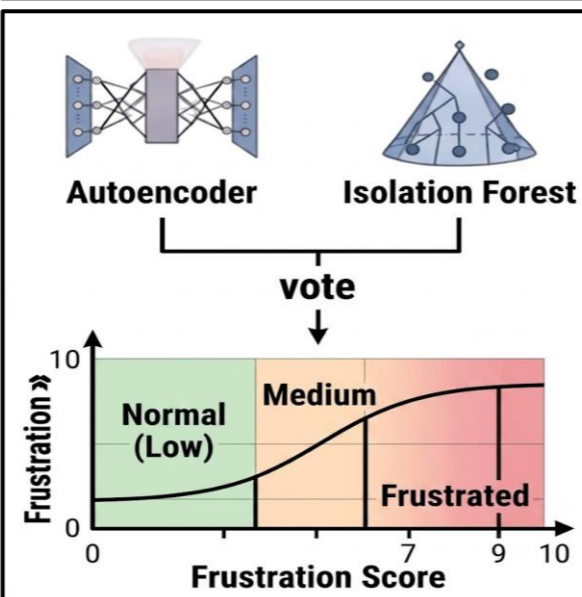 Autoencoder
Isolation Forest
vote
Frustration »
10
0
Normal
(Low)
Medium
Frustrated
0
7
9
10
Frustration Score